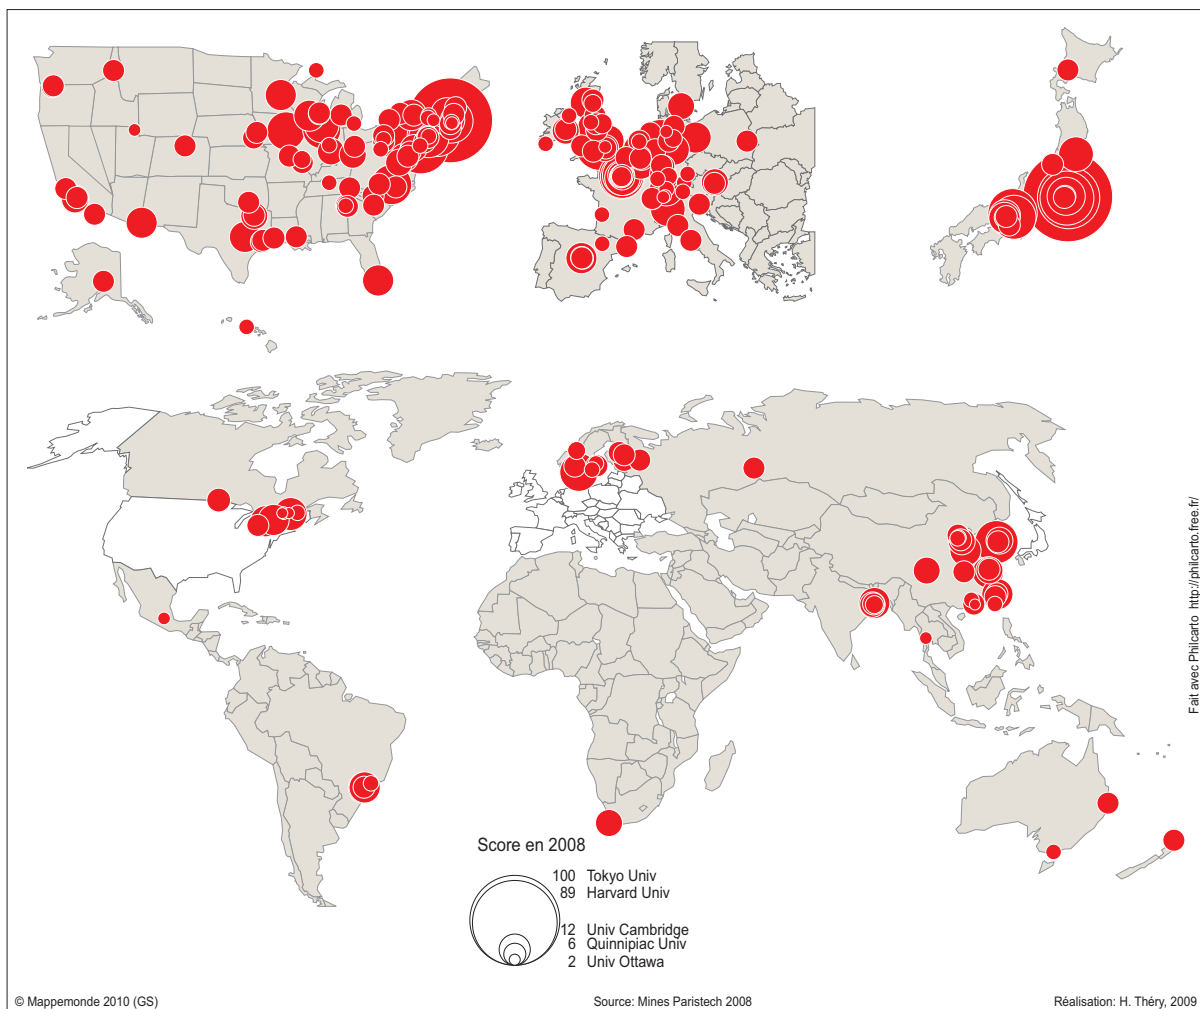 Fait avec Philcarto http://philcarto.free.fr/
Score en 2008
100 Tokyo Univ
89 Harvard Univ
12 Univ Cambridge
6 Quinnipiac Univ
2 Univ Ottawa
© Mappemonde 2010 (GS)
Source: Mines Paristech 2008
Réalisation: H. Théry, 2009